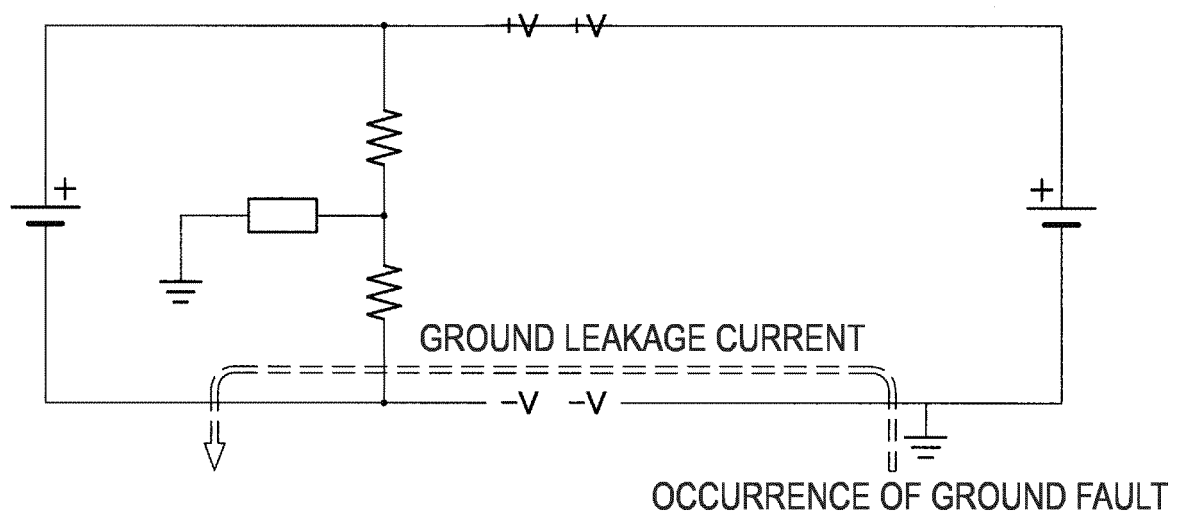 +V +V
+
+
GROUND LEAKAGE CURRENT
–V –V
OCCURRENCE OF GROUND FAULT